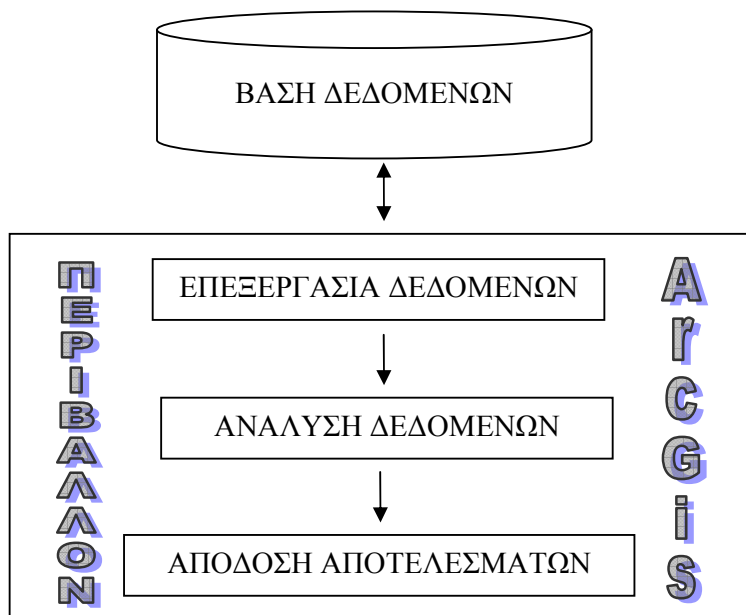 ΒΑΣΗ ΔΕΔΟΜΕΝΩΝ
ΠΕΡΙΒΑΛΛΟΝ
ΕΠΕΞΕΡΓΑΣΙΑ ΔΕΔΟΜΕΝΩΝ
ΑΝΑΛΥΣΗ ΔΕΔΟΜΕΝΩΝ
ΑΠΟΔΟΣΗ ΑΠΟΤΕΛΕΣΜΑΤΩΝ
ArcGis